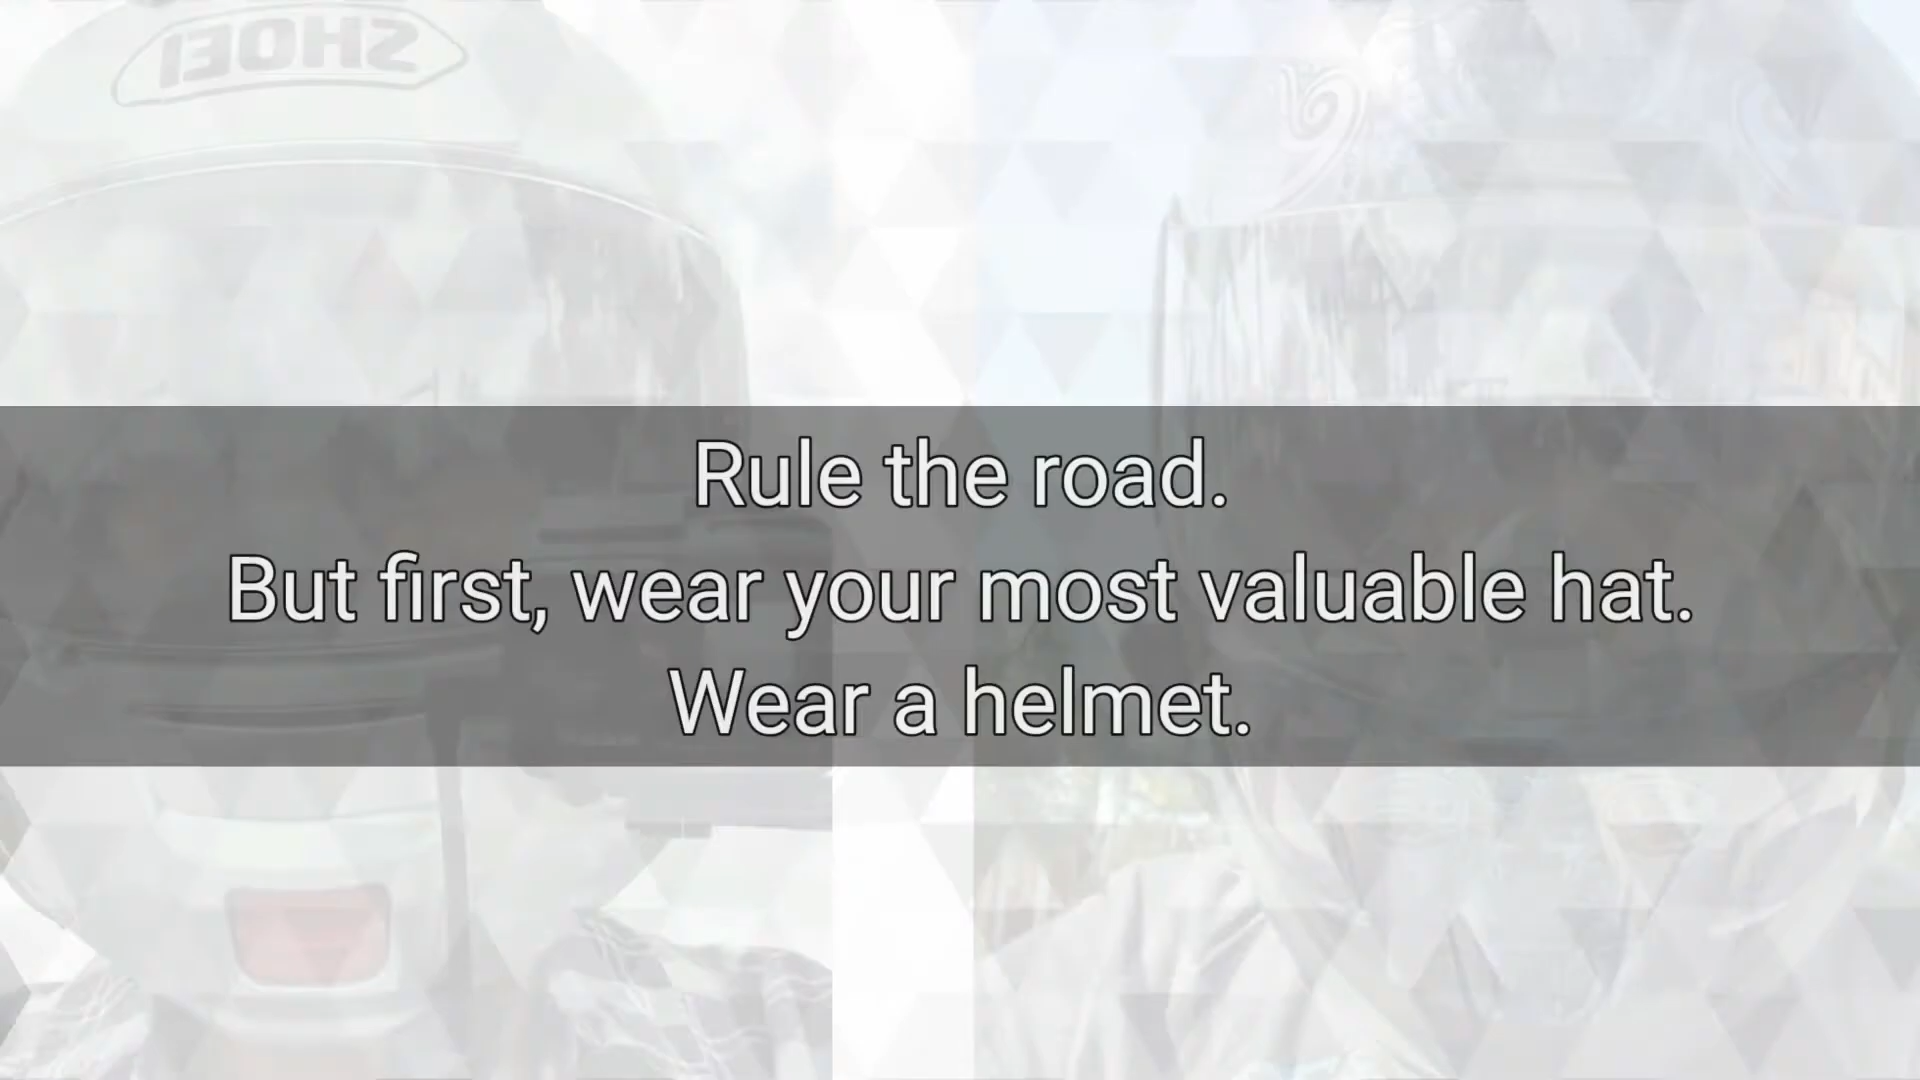 SHOEI
Rule the road.
But first, wear your most valuable hat.
Wear a helmet.